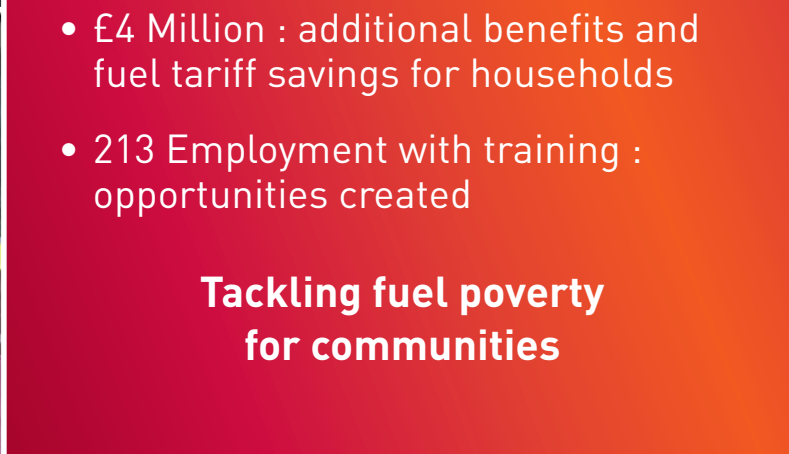 • £4 Million : additional benefits and
fuel tariff savings for households
• 213 Employment with training :
opportunities created
Tackling fuel poverty
for communities